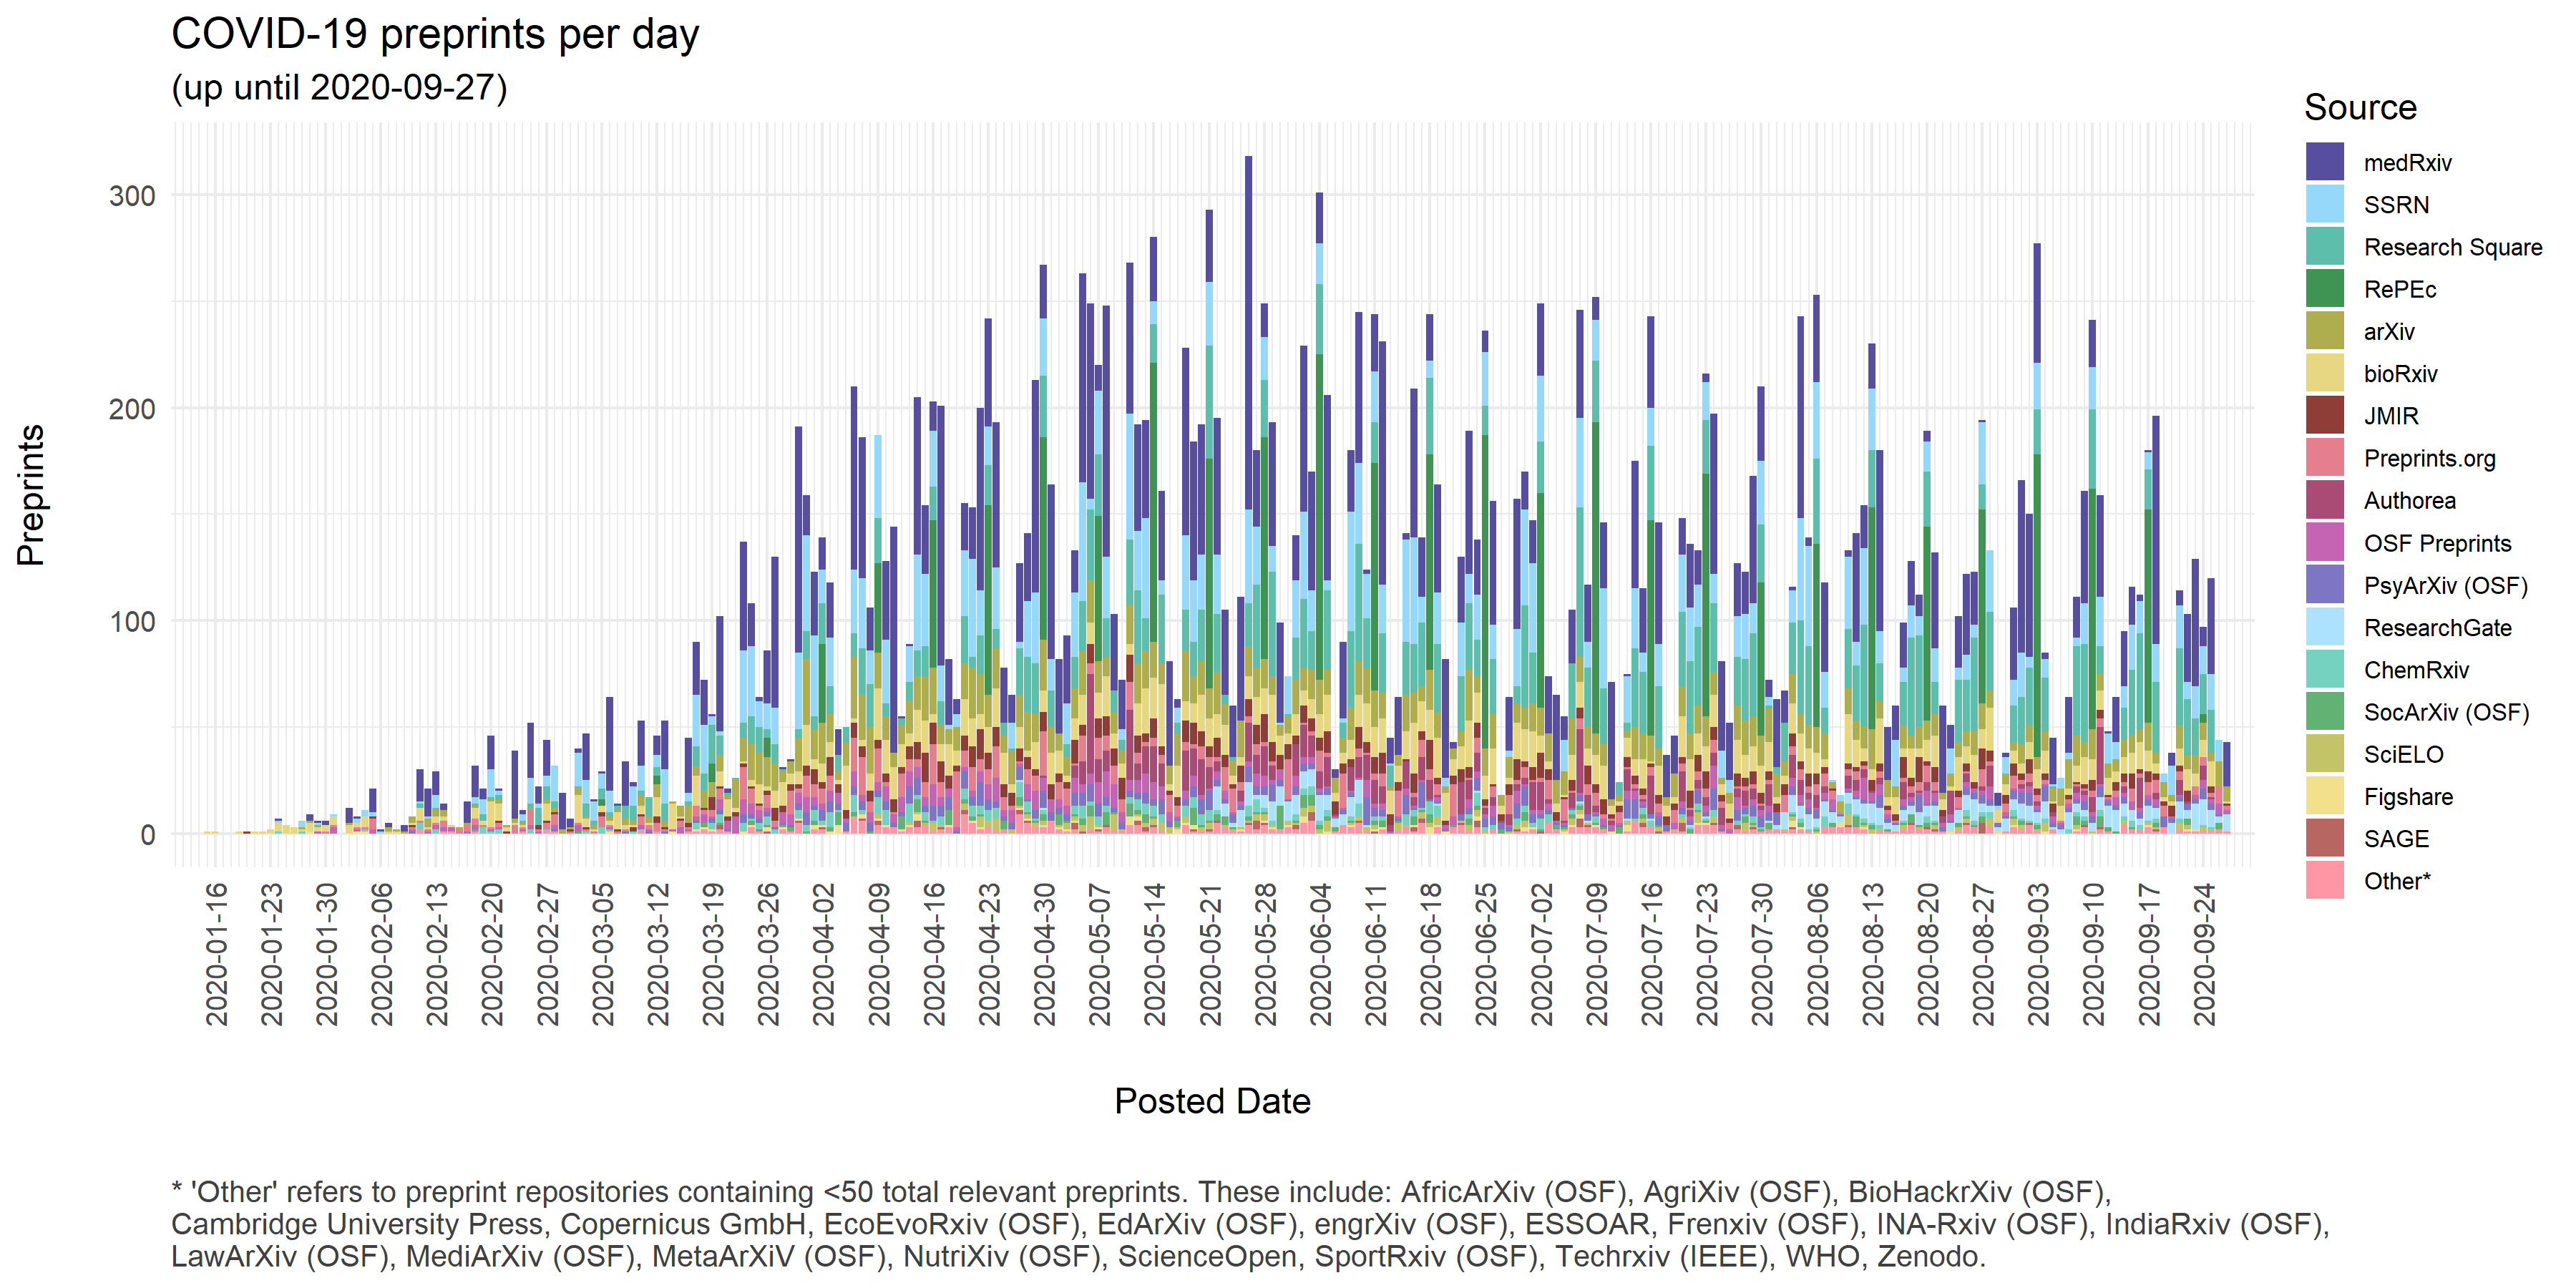 COVID-19 preprints per day
(up until 2020-09-27)
Preprints
300
200
100
0
2020-01-16
2020-01-23
2020-01-30
2020-02-06
2020-02-13
2020-02-20
2020-02-27
2020-03-05
2020-03-12
2020-03-19
2020-03-26
2020-04-02
2020-04-09
2020-04-16
2020-04-23
2020-04-30
2020-05-07
2020-05-14
2020-05-21
2020-05-28
2020-06-04
2020-06-11
2020-06-18
2020-06-25
2020-07-02
2020-07-09
2020-07-16
2020-07-23
2020-07-30
2020-08-06
2020-08-13
2020-08-20
2020-08-27
2020-09-03
2020-09-10
2020-09-17
2020-09-24
Posted Date
Source
medRxiv
SSRN
Research Square
RePEc
arXiv
bioRxiv
JMIR
Preprints.org
Authorea
OSF Preprints
PsyArXiv (OSF)
ResearchGate
ChemRxiv
SocArXiv (OSF)
SciELO
Figshare
SAGE
Other*
* 'Other' refers to preprint repositories containing <50 total relevant preprints. These include: AfricArXiv (OSF), AgriXiv (OSF), BioHackrXiv (OSF),
Cambridge University Press, Copernicus GmbH, EcoEvoRxiv (OSF), EdArXiv (OSF), engrXiv (OSF), ESSOAR, Frenxiv (OSF), INA-Rxiv (OSF), IndiaRxiv (OSF),
LawArXiv (OSF), MediArXiv (OSF), MetaArXiV (OSF), NutriXiv (OSF), ScienceOpen, SportRxiv (OSF), Techrxiv (IEEE), WHO, Zenodo.